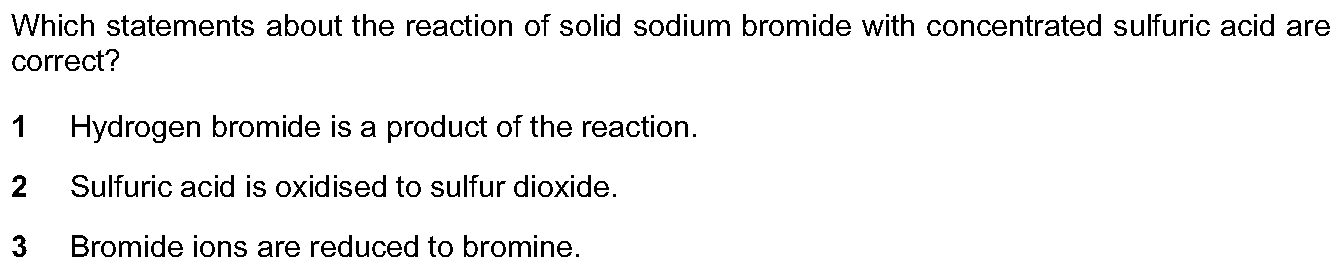 Which statements about the reaction of solid sodium bromide with concentrated sulfuric acid are
correct?
1 Hydrogen bromide is a product of the reaction.
2 Sulfuric acid is oxidised to sulfur dioxide.
3 Bromide ions are reduced to bromine.